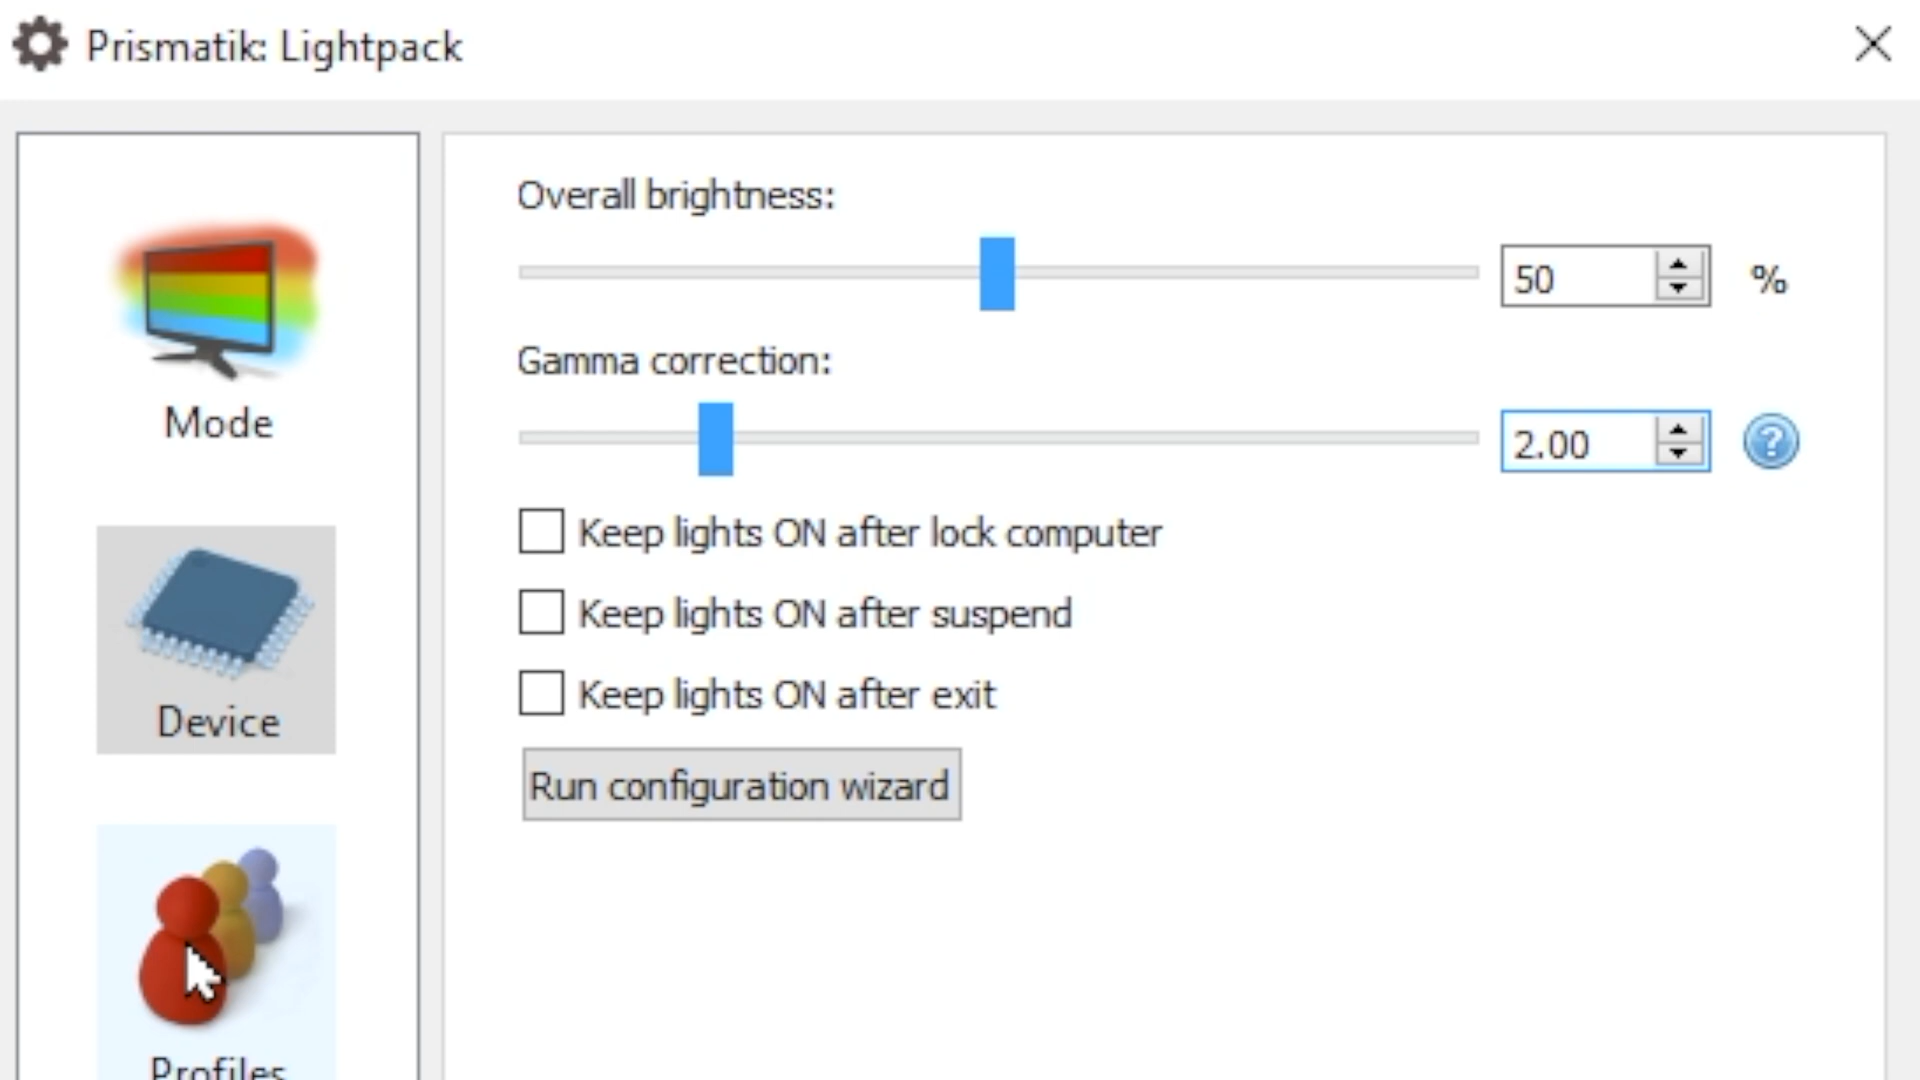 Prismatik: Lightpack
Mode
Device
Profiles
Overall brightness:
50 %
Gamma correction:
2.00
Keep lights ON after lock computer
Keep lights ON after suspend
Keep lights ON after exit
Run configuration wizard